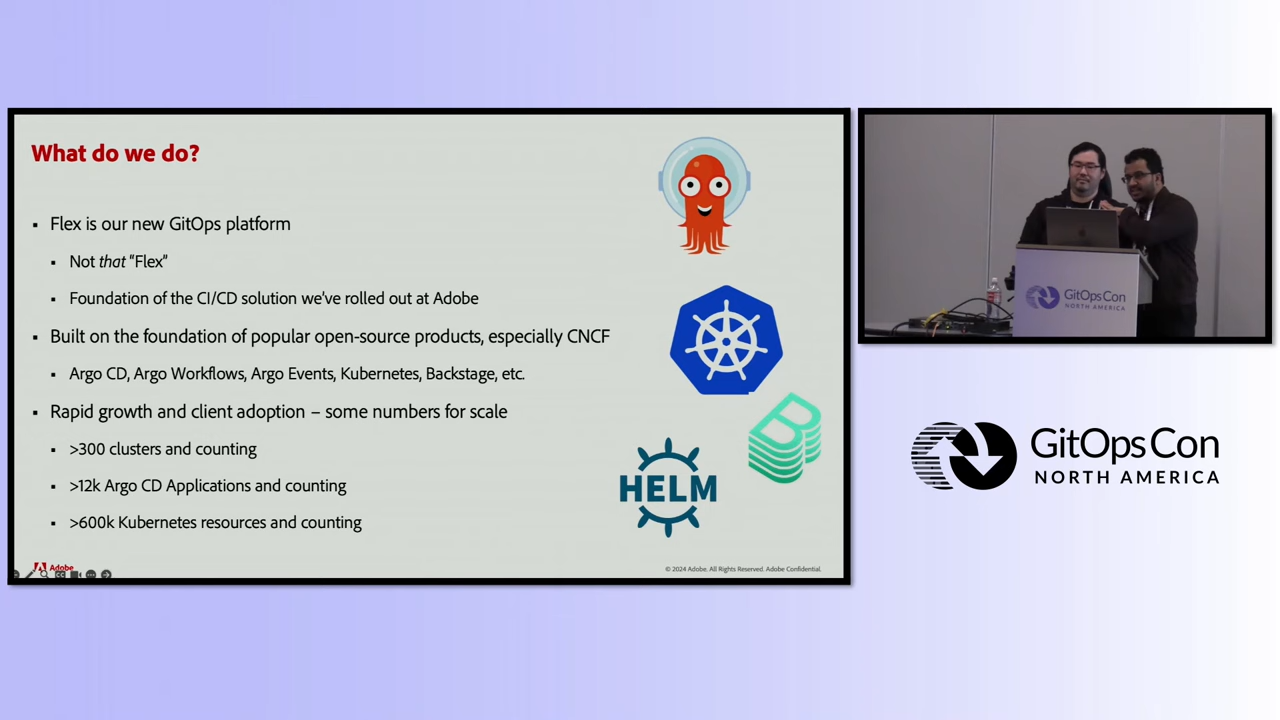 What do we do?
Flex is our new GitOps platform
Not that “Flex”
Foundation of the CI/CD solution we’ve rolled out at Adobe
Built on the foundation of popular open-source products, especially CNCF
Argo CD, Argo Workflows, Argo Events, Kubernetes, Backstage, etc.
Rapid growth and client adoption – some numbers for scale
>300 clusters and counting
>12k Argo CD Applications and counting
>600k Kubernetes resources and counting
HELM
Adobe
© 2024 Adobe. All Rights Reserved. Adobe Confidential.
GitOpsCon
NORTH AMERICA
GitOpsCon
NORTH AMERICA